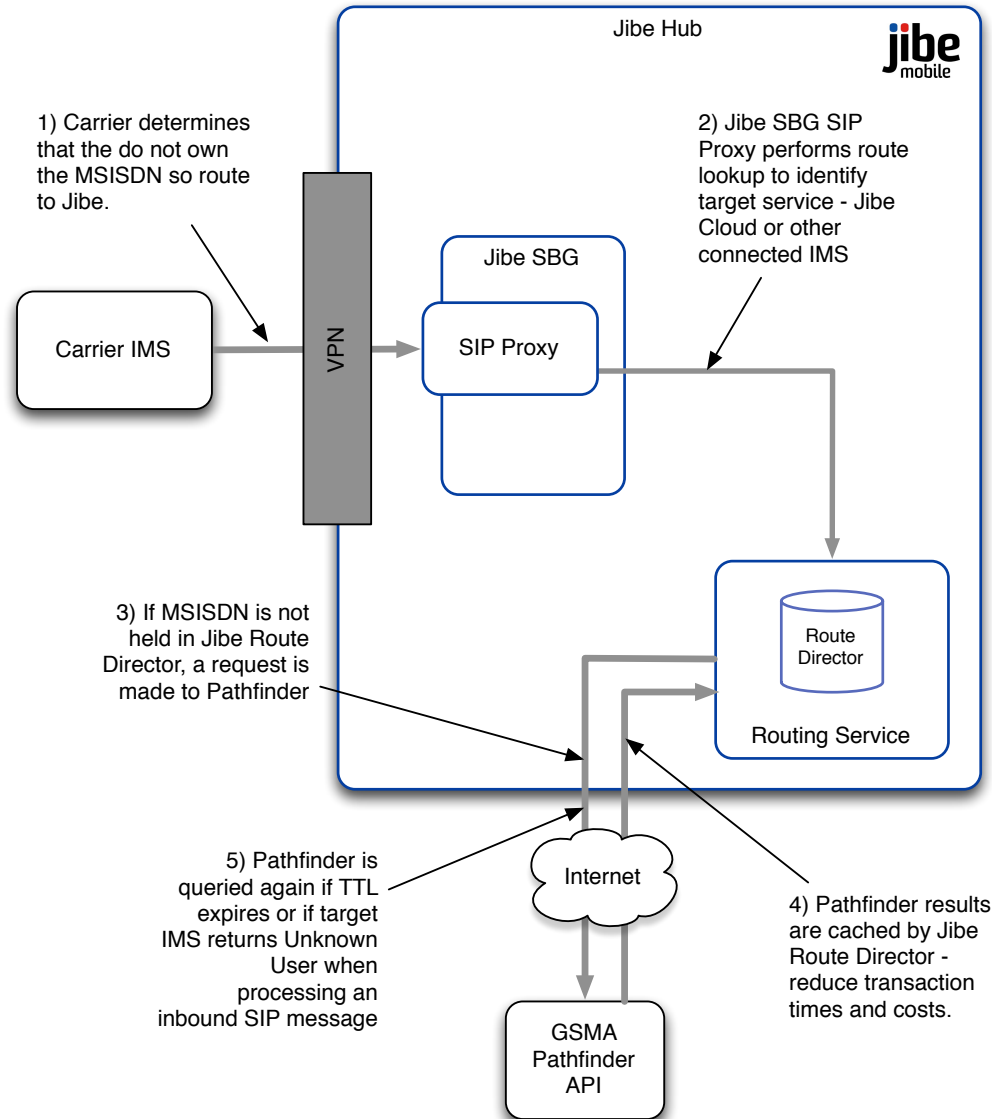 Jibe Hub
jibe
mobile
1) Carrier determines
that the do not own
the MSISDN so route
to Jibe.
2) Jibe SBG SIP
Proxy performs route
lookup to identify
target service - Jibe
Cloud or other
connected IMS
Jibe SBG
Carrier IMS
VPN
SIP Proxy
3) If MSISDN is not
held in Jibe Route
Director, a request is
made to Pathfinder
Route
Director
Routing Service
5) Pathfinder is
queried again if TTL
expires or if target
IMS returns Unknown
User when
processing an
inbound SIP message
Internet
4) Pathfinder results
are cached by Jibe
Route Director -
reduce transaction
times and costs.
GSMA
Pathfinder
API